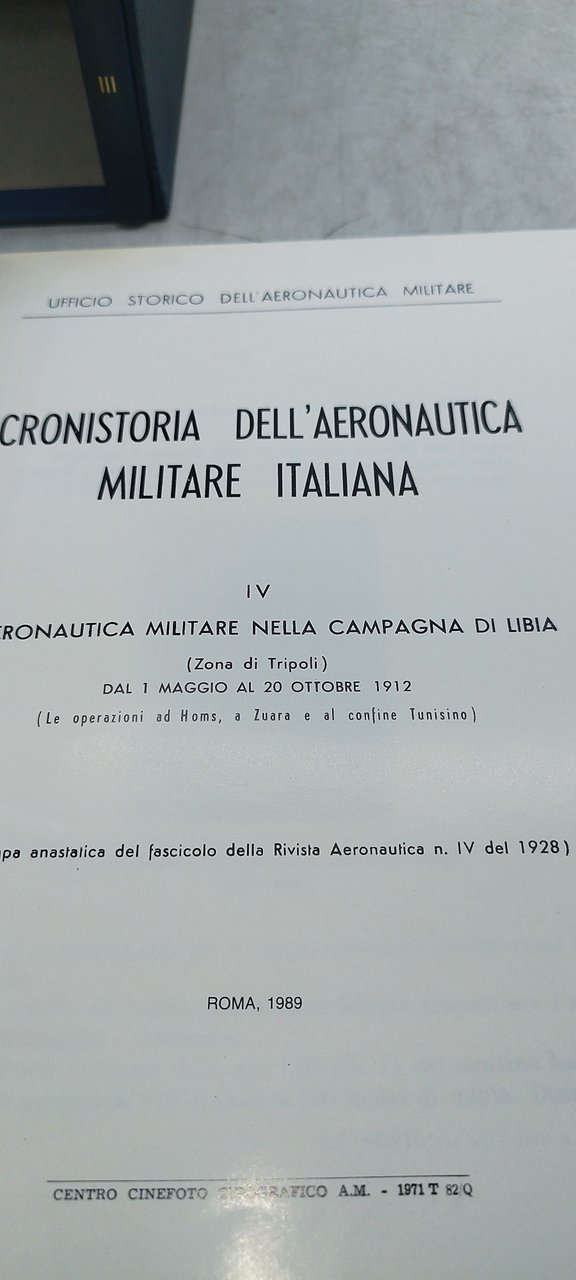 III
UFFICIO STORICO DELL'AERONAUTICA MILITARE
CRONISTORIA DELL'AERONAUTICA
MILITARE ITALIANA
IV
RONAUTICA MILITARE NELLA CAMPAGNA DI LIBIA
(Zona di Tripoli)
DAL 1 MAGGIO AL 20 OTTOBRE 1912
(Le operazioni ad Homs, a Zuara e al confine Tunisino)
pa anastatica del fascicolo della Rivista Aeronautica n. IV del 1928)
ROMA, 1989
CENTRO CINEFOTO TIPOGRAFICO A.M. - 1971 T 82/Q